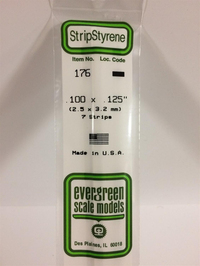 StripStyrene
Item No. Loc. Code
176
.100 x .125"
(2.5 x 3.2 mm)
7 Strips
Made in U.S.A.
evergreen
scale models
Des Plaines, IL 60018